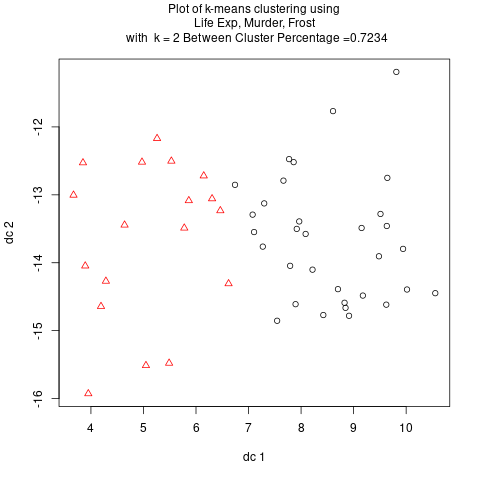 Plot of k-means clustering using
Life Exp, Murder, Frost
with  k = 2 Between Cluster Percentage =0.7234
dc 2
-12
-13
-14
-15
-16
4 5 6 7 8 9 10
dc 1